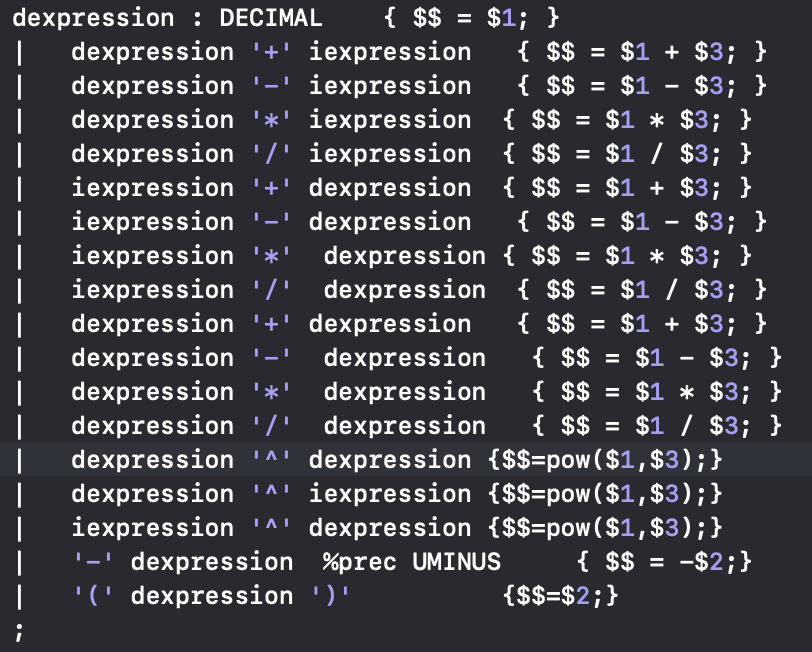 dexpression : DECIMAL    { $$ = $1; }
|   dexpression '+' iexpression   { $$ = $1 + $3; }
|   dexpression '-' iexpression   { $$ = $1 - $3; }
|   dexpression '*' iexpression  { $$ = $1 * $3; }
|   dexpression '/' iexpression  { $$ = $1 / $3; }
|   iexpression '+' dexpression  { $$ = $1 + $3; }
|   iexpression '-' dexpression   { $$ = $1 - $3; }
|   iexpression '*'  dexpression { $$ = $1 * $3; }
|   iexpression '/'  dexpression  { $$ = $1 / $3; }
|   dexpression '+' dexpression   { $$ = $1 + $3; }
|   dexpression '-'  dexpression   { $$ = $1 - $3; }
|   dexpression '*'  dexpression   { $$ = $1 * $3; }
|   dexpression '/'  dexpression   { $$ = $1 / $3; }
|   dexpression '^' dexpression {$$=pow($1,$3);}
|   dexpression '^' iexpression {$$=pow($1,$3);}
|   iexpression '^' dexpression {$$=pow($1,$3);}
|   '-' dexpression  %prec UMINUS     { $$ = -$2;}
|   '(' dexpression ')'          {$$=$2;}
;